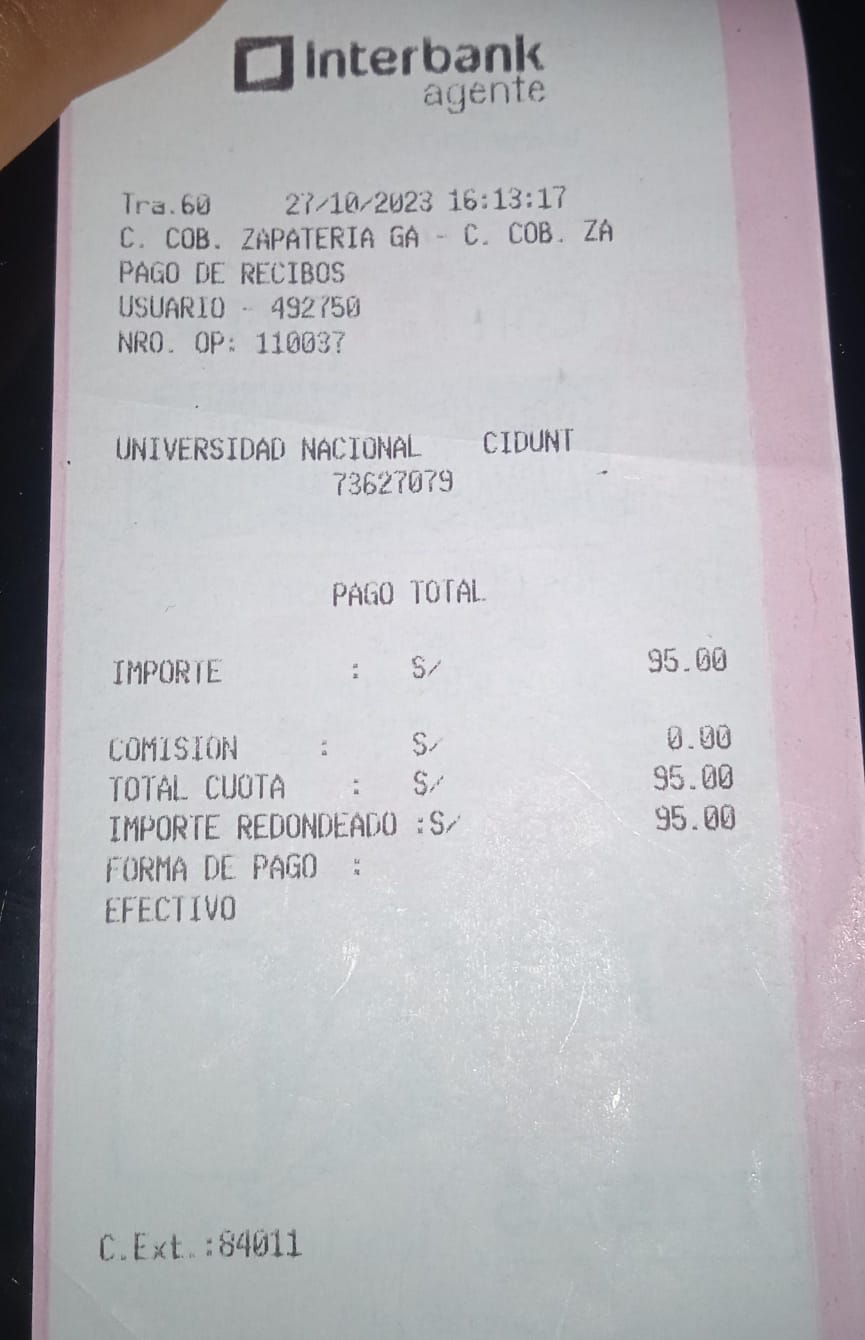 Interbank
agente
Tra.60 27/10/2023 16:13:17
C. COB. ZAPATERIA GA - C. COB. ZA
PAGO DE RECIBOS
USUARIO - 492750
NRO. OP: 110037
UNIVERSIDAD NACIONAL CIDUNT
73627079
PAGO TOTAL
IMPORTE : S/ 95.00
COMISION : S/ 0.00
TOTAL CUOTA : S/ 95.00
IMPORTE REDONDEADO :S/ 95.00
FORMA DE PAGO :
EFECTIVO
C.Ext.:84011